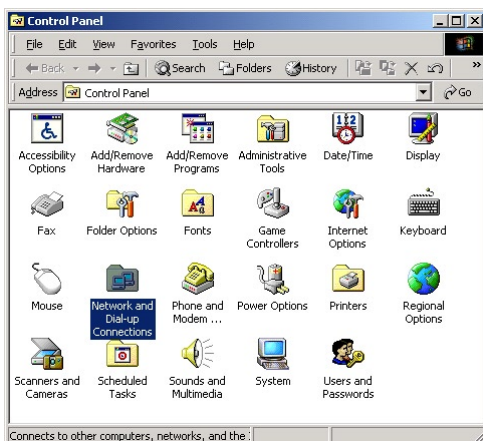 Control Panel
File Edit View Favorites Tools Help
Back Search Folders History »
Address Control Panel Go
Accessibility Options
Add/Remove Hardware
Add/Remove Programs
Administrative Tools
Date/Time
Display
Fax
Folder Options
Fonts
Game Controllers
Internet Options
Keyboard
Mouse
Network and Dial-up Connections
Phone and Modem ...
Power Options
Printers
Regional Options
Scanners and Cameras
Scheduled Tasks
Sounds and Multimedia
System
Users and Passwords
Connects to other computers, networks, and the